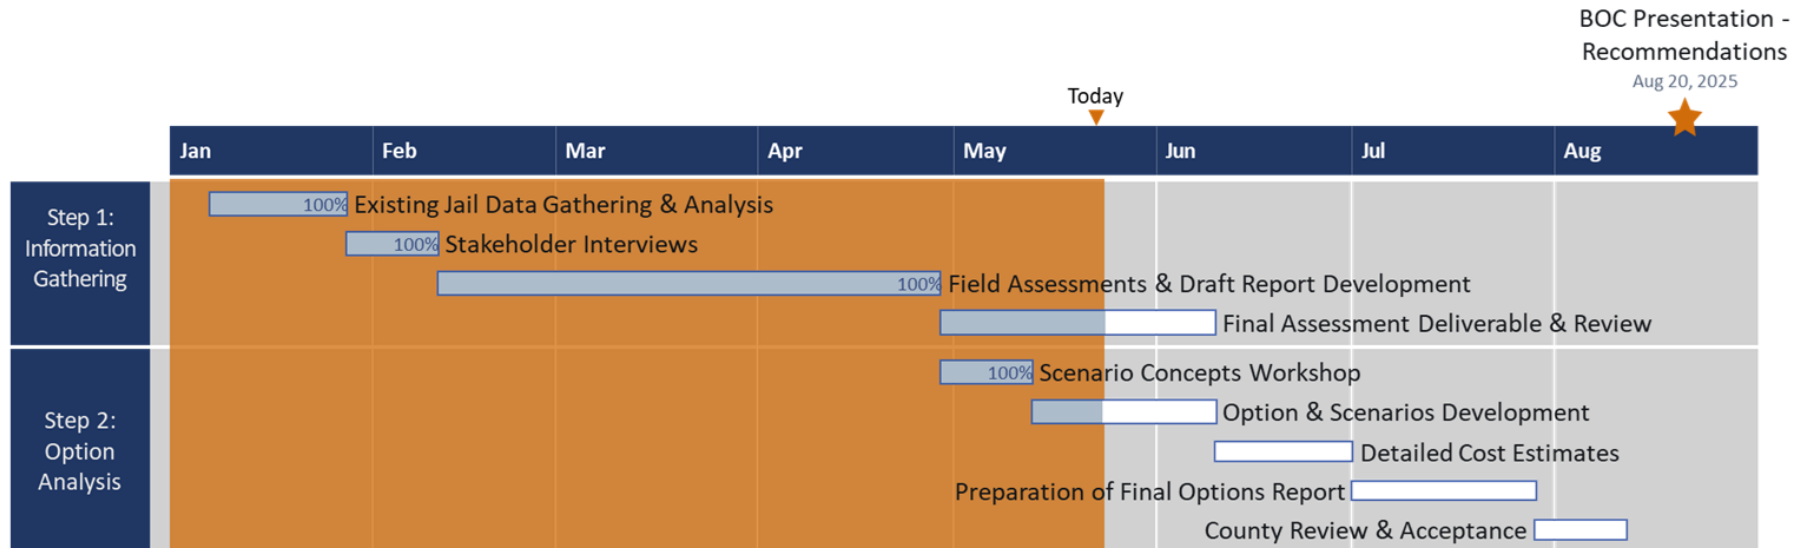 BOC Presentation -
Recommendations
Aug 20, 2025
Today
Jan Feb Mar Apr May Jun Jul Aug
Step 1:
Information
Gathering
100% Existing Jail Data Gathering & Analysis
100% Stakeholder Interviews
100% Field Assessments & Draft Report Development
Final Assessment Deliverable & Review
Step 2:
Option
Analysis
100% Scenario Concepts Workshop
Option & Scenarios Development
Detailed Cost Estimates
Preparation of Final Options Report
County Review & Acceptance